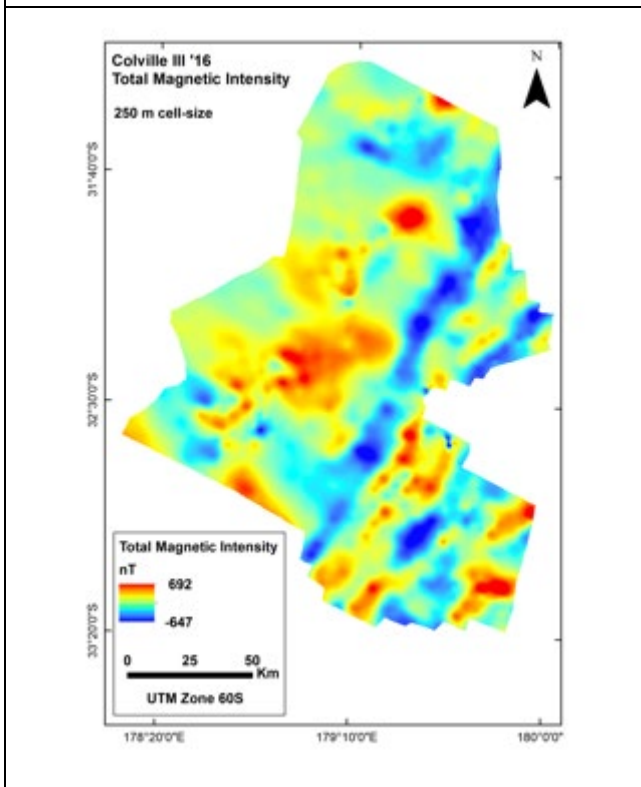 Colville III '16
Total Magnetic Intensity
250 m cell-size
N
31°40'0"S
32°30'0"S
33°20'0"S
Total Magnetic Intensity
nT
692
-647
0 25 50
Km
UTM Zone 60S
178°20'0"E 179°10'0"E 180°0'0"